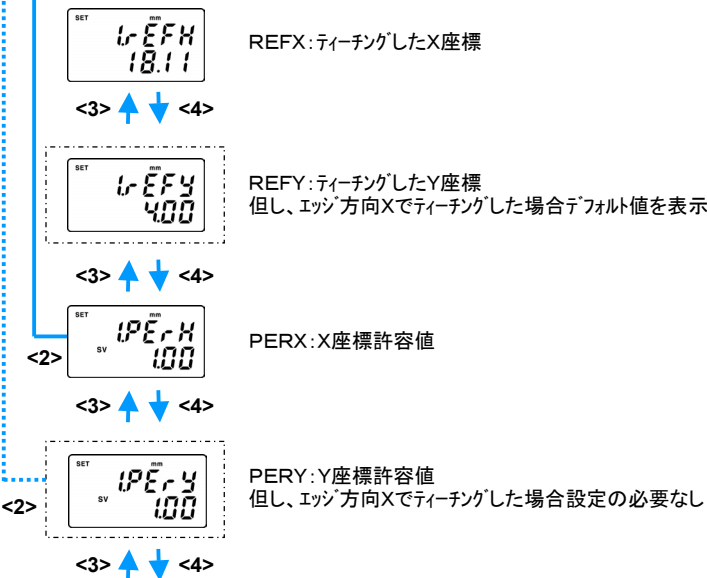 SET mm
1.rEFX
18.11
REFX:ティーチングしたX座標
<3> <4>
SET mm
1.rEFY
4.00
REFY:ティーチングしたY座標
但し、エッジ方向Xでティーチングした場合デフォルト値を表示
<3> <4>
SET mm
1.PErX
SV 1.00
PERX:X座標許容値
<2>
<3> <4>
SET mm
1.PErY
SV 1.00
PERY:Y座標許容値
但し、エッジ方向Xでティーチングした場合設定の必要なし
<2>
<3> <4>